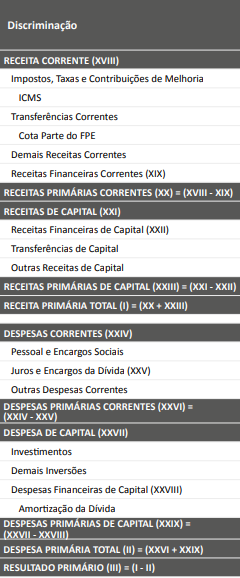 Discriminação
RECEITA CORRENTE (XVIII)
Impostos, Taxas e Contribuições de Melhoria
ICMS
Transferências Correntes
Cota Parte do FPE
Demais Receitas Correntes
Receitas Financeiras Correntes (XIX)
RECEITAS PRIMÁRIAS CORRENTES (XX) = (XVIII - XIX)
RECEITAS DE CAPITAL (XXI)
Receitas Financeiras de Capital (XXII)
Transferências de Capital
Outras Receitas de Capital
RECEITAS PRIMÁRIAS DE CAPITAL (XXIII) = (XXI - XXII)
RECEITA PRIMÁRIA TOTAL (I) = (XX + XXIII)
DESPESAS CORRENTES (XXIV)
Pessoal e Encargos Sociais
Juros e Encargos da Dívida (XXV)
Outras Despesas Correntes
DESPESAS PRIMÁRIAS CORRENTES (XXVI) =
(XXIV - XXV)
DESPESA DE CAPITAL (XXVII)
Investimentos
Demais Inversões
Despesas Financeiras de Capital (XXVIII)
Amortização da Dívida
DESPESAS PRIMÁRIAS DE CAPITAL (XXIX) =
(XXVII - XXVIII)
DESPESA PRIMÁRIA TOTAL (II) = (XXVI + XXIX)
RESULTADO PRIMÁRIO (III) = (I - II)